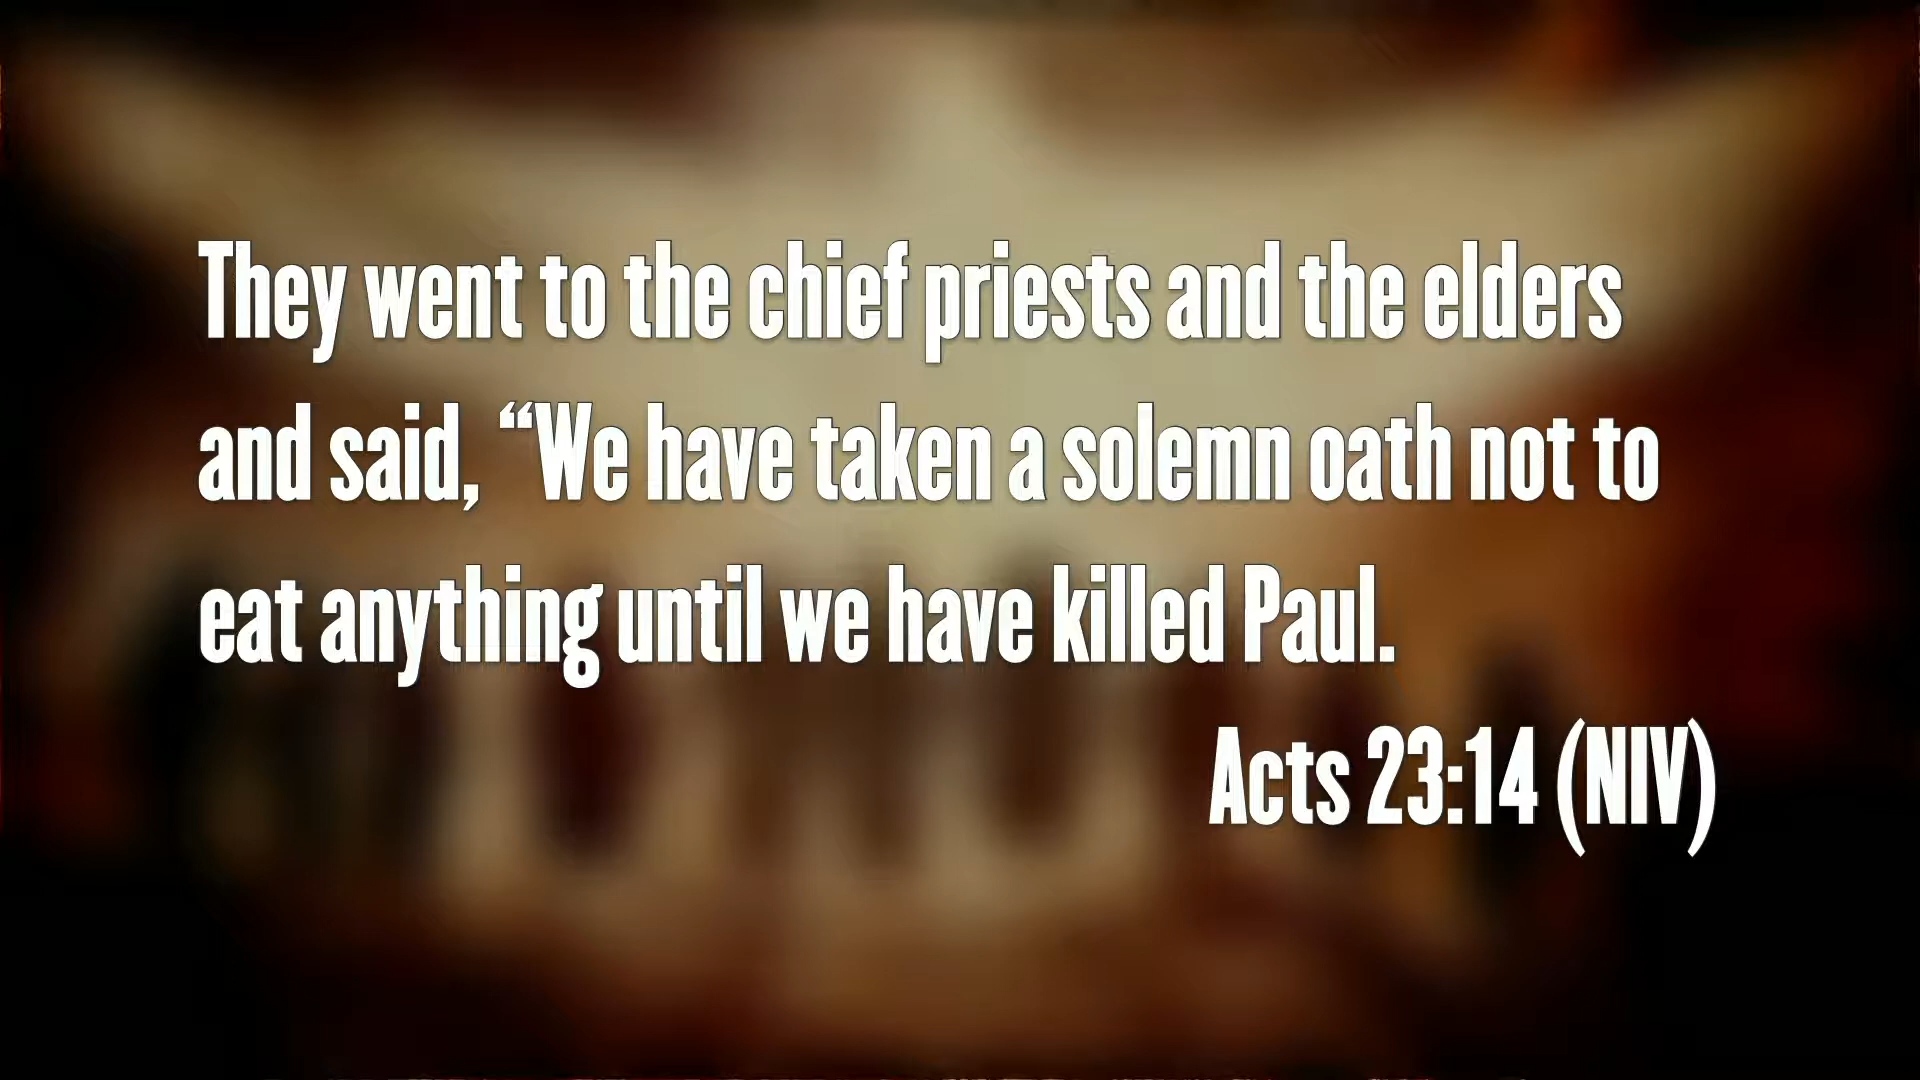 They went to the chief priests and the elders
and said, “We have taken a solemn oath not to
eat anything until we have killed Paul.
Acts 23:14 (NIV)